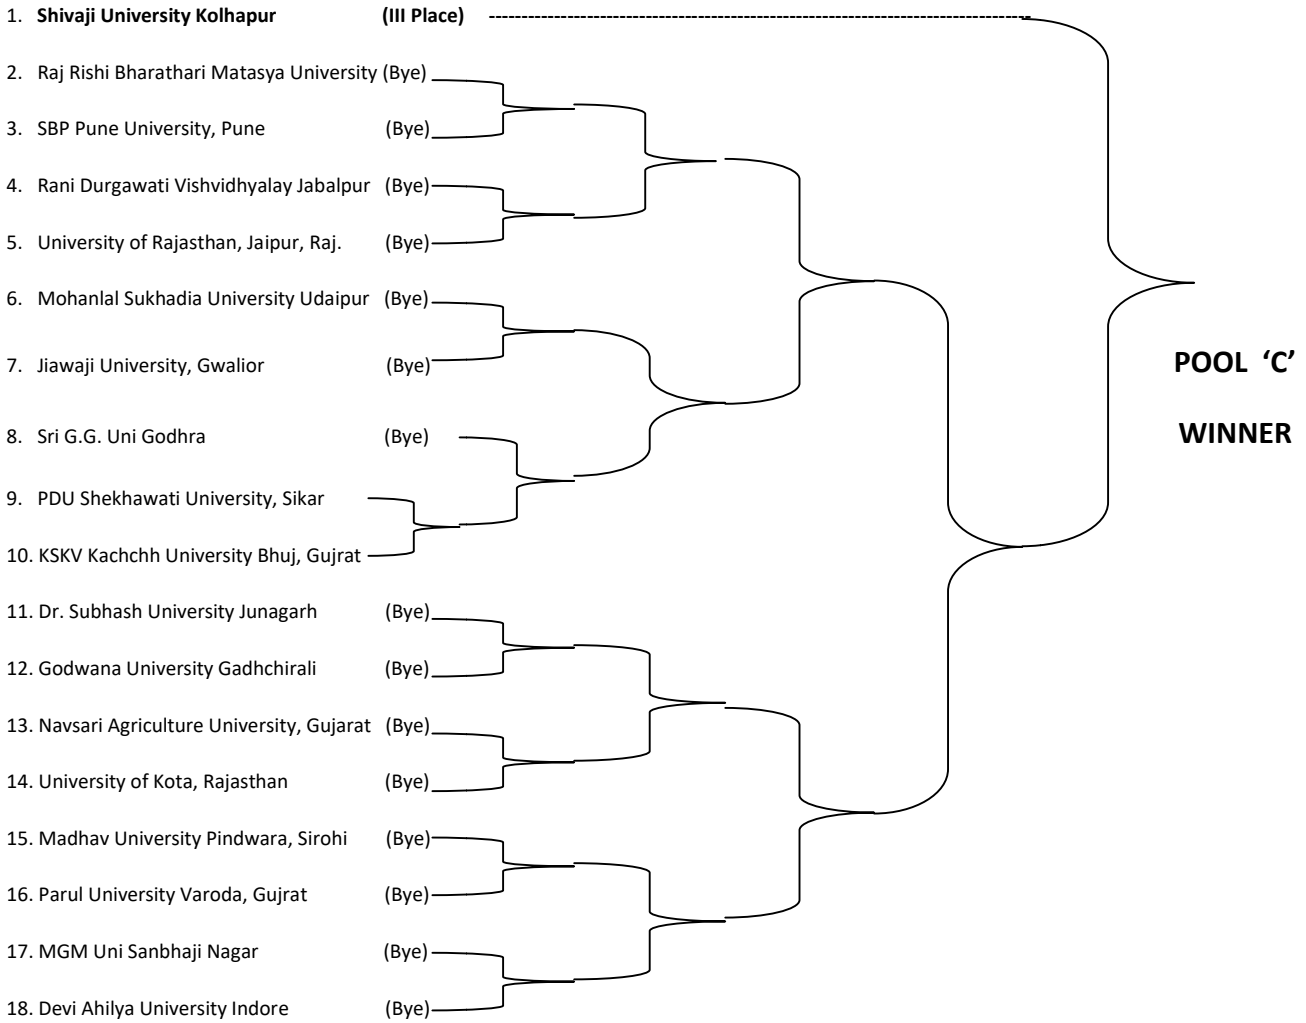 1. Shivaji University Kolhapur (III Place)
2. Raj Rishi Bharathari Matasya University (Bye)
3. SBP Pune University, Pune (Bye)
4. Rani Durgawati Vishvidhyalay Jabalpur (Bye)
5. University of Rajasthan, Jaipur, Raj. (Bye)
6. Mohanlal Sukhadia University Udaipur (Bye)
7. Jiawaji University, Gwalior (Bye)
POOL ‘C’
WINNER
8. Sri G.G. Uni Godhra (Bye)
9. PDU Shekhawati University, Sikar
10. KSKV Kachchh University Bhuj, Gujrat
11. Dr. Subhash University Junagarh (Bye)
12. Godwana University Gadhchirali (Bye)
13. Navsari Agriculture University, Gujarat (Bye)
14. University of Kota, Rajasthan (Bye)
15. Madhav University Pindwara, Sirohi (Bye)
16. Parul University Varoda, Gujrat (Bye)
17. MGM Uni Sanbhaji Nagar (Bye)
18. Devi Ahilya University Indore (Bye)